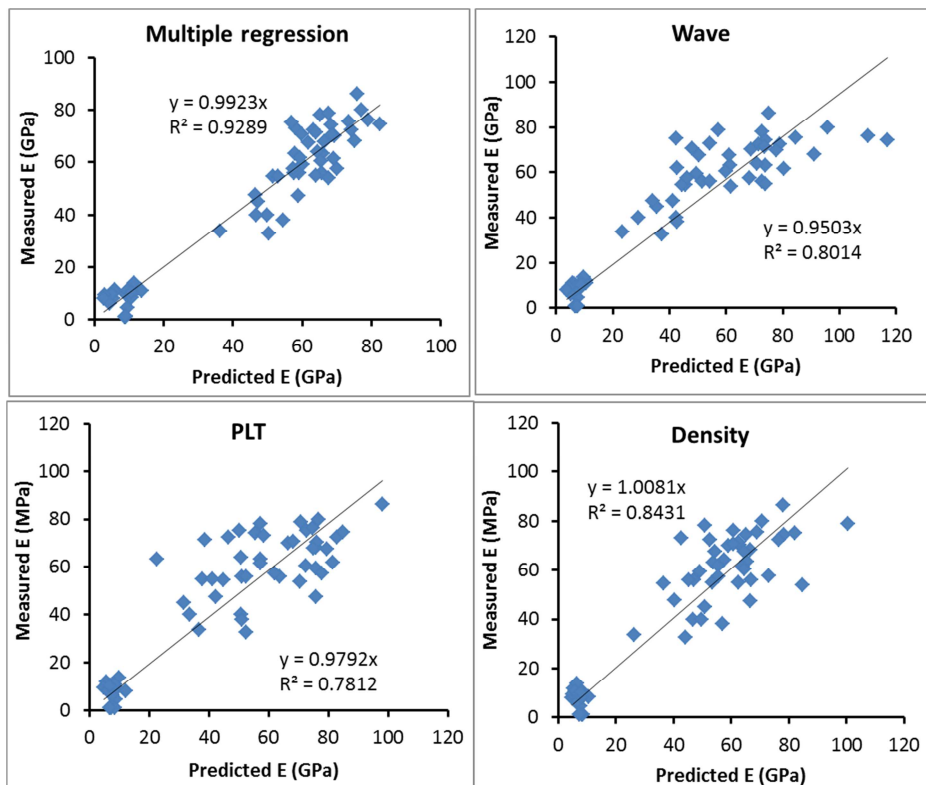 Multiple regression
100
80
60
40
20
0
0 20 40 60 80 100
Measured E (GPa)
Predicted E (GPa)
y = 0.9923x
R² = 0.9289
Wave
120
100
80
60
40
20
0
0 20 40 60 80 100 120
Measured E (GPa)
Predicted E (GPa)
y = 0.9503x
R² = 0.8014
PLT
120
100
80
60
40
20
0
0 20 40 60 80 100 120
Measured E (MPa)
Predicted E (GPa)
y = 0.9792x
R² = 0.7812
Density
120
100
80
60
40
20
0
0 20 40 60 80 100 120
Measured E (MPa)
Predicted E (GPa)
y = 1.0081x
R² = 0.8431